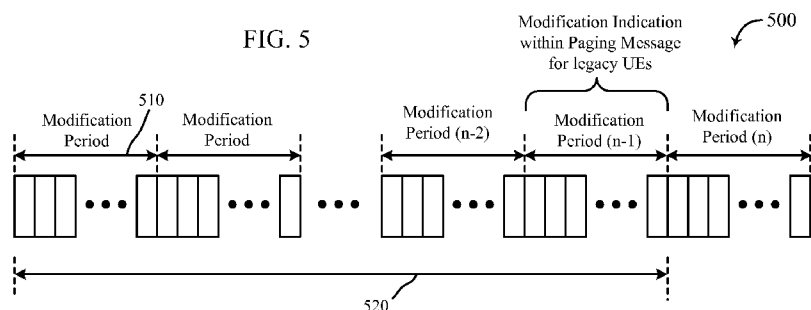 FIG. 5
Modification Indication
within Paging Message
for legacy UEs
500
510
Modification
Period
Modification
Period
Modification
Period (n-2)
Modification
Period (n-1)
Modification
Period (n)
520